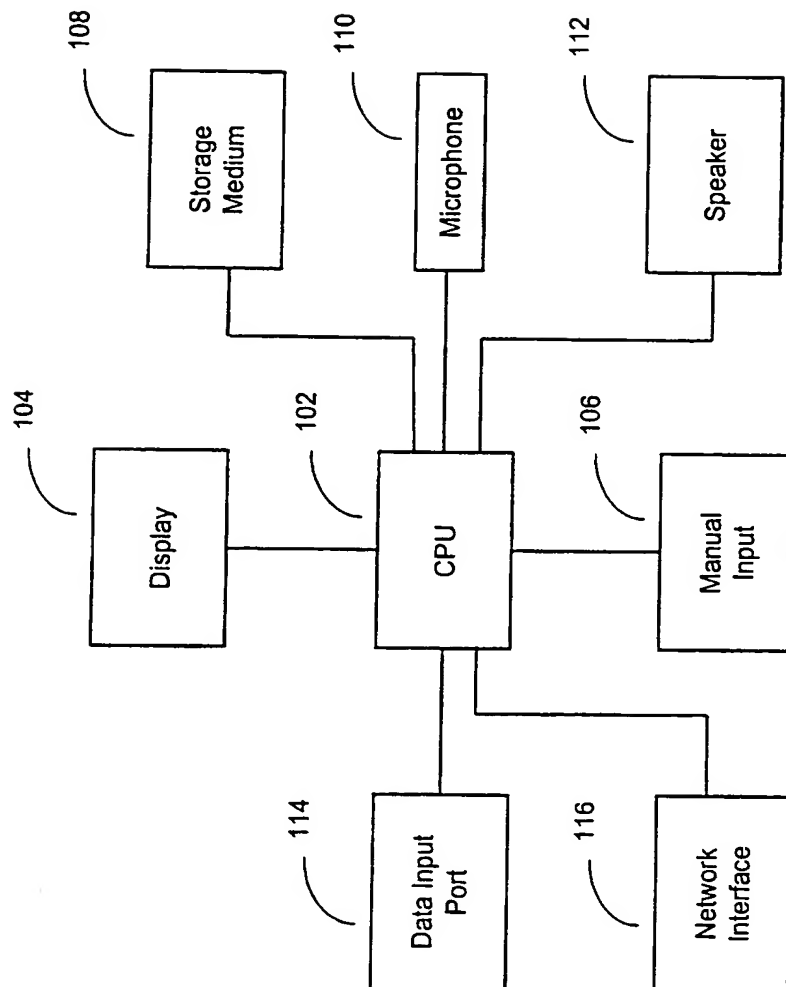 104
108
Display
Storage
Medium
114
102
110
Data Input
Port
CPU
Microphone
116
106
112
Network
Interface
Manual
Input
Speaker